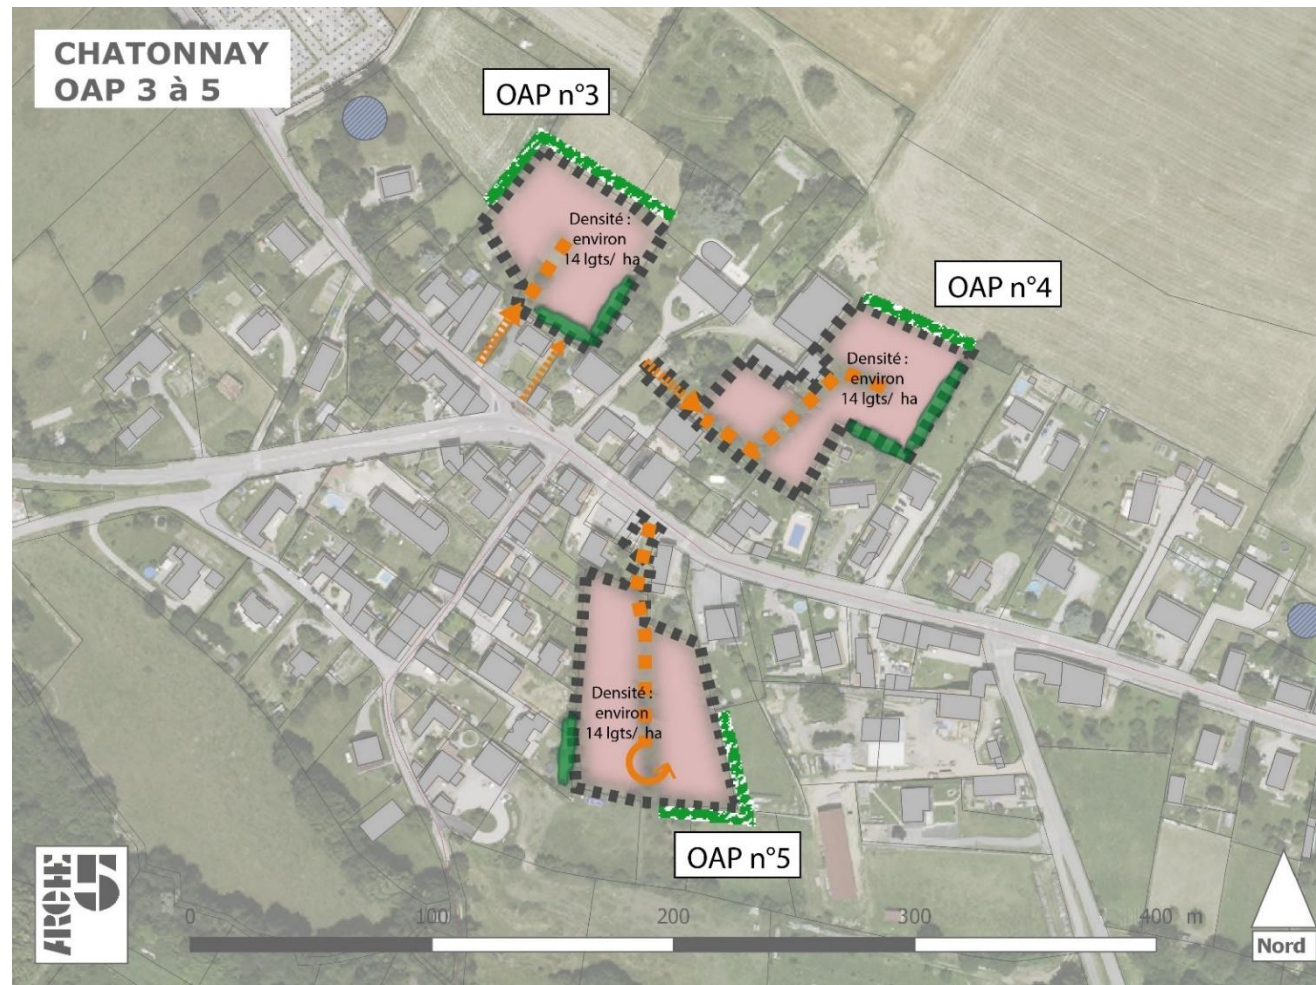 CHATONNAY
OAP 3 à 5
OAP n°3
Densité :
environ
14 lgts/ ha
OAP n°4
Densité :
environ
14 lgts/ ha
Densité :
environ
14 lgts/ ha
OAP n°5
ARCHE
5
0 100 200 300 400 m
Nord